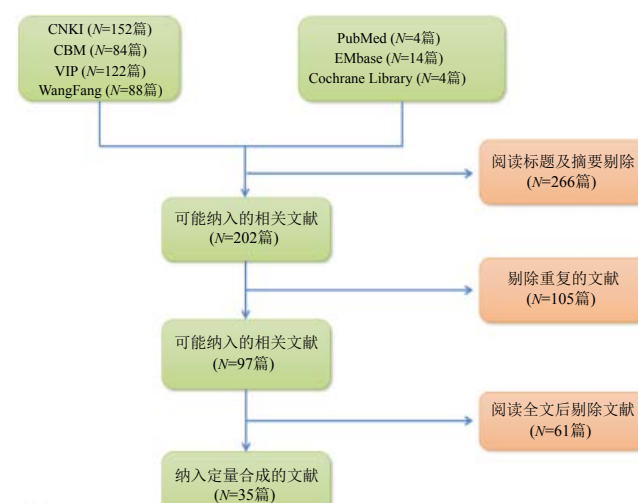 CNKI (N=152篇)
CBM (N=84篇)
VIP (N=122篇)
WangFang (N=88篇)
PubMed (N=4篇)
EMbase (N=14篇)
Cochrane Library (N=4篇)
阅读标题及摘要剔除
(N=266篇)
可能纳入的相关文献
(N=202篇)
剔除重复的文献
(N=105篇)
可能纳入的相关文献
(N=97篇)
阅读全文后剔除文献
(N=61篇)
纳入定量合成的文献
(N=35篇)